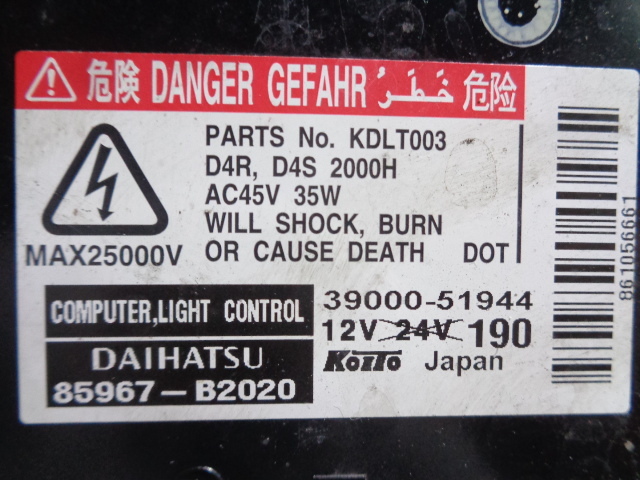 危険 DANGER GEFAHR خَطَرٌ 危险
PARTS No. KDLT003
D4R, D4S 2000H
AC45V 35W
WILL SHOCK, BURN
OR CAUSE DEATH DOT
MAX25000V
861056661
COMPUTER,LIGHT CONTROL
DAIHATSU
85967-B2020
39000-51944
12V 24V 190
KOITO Japan